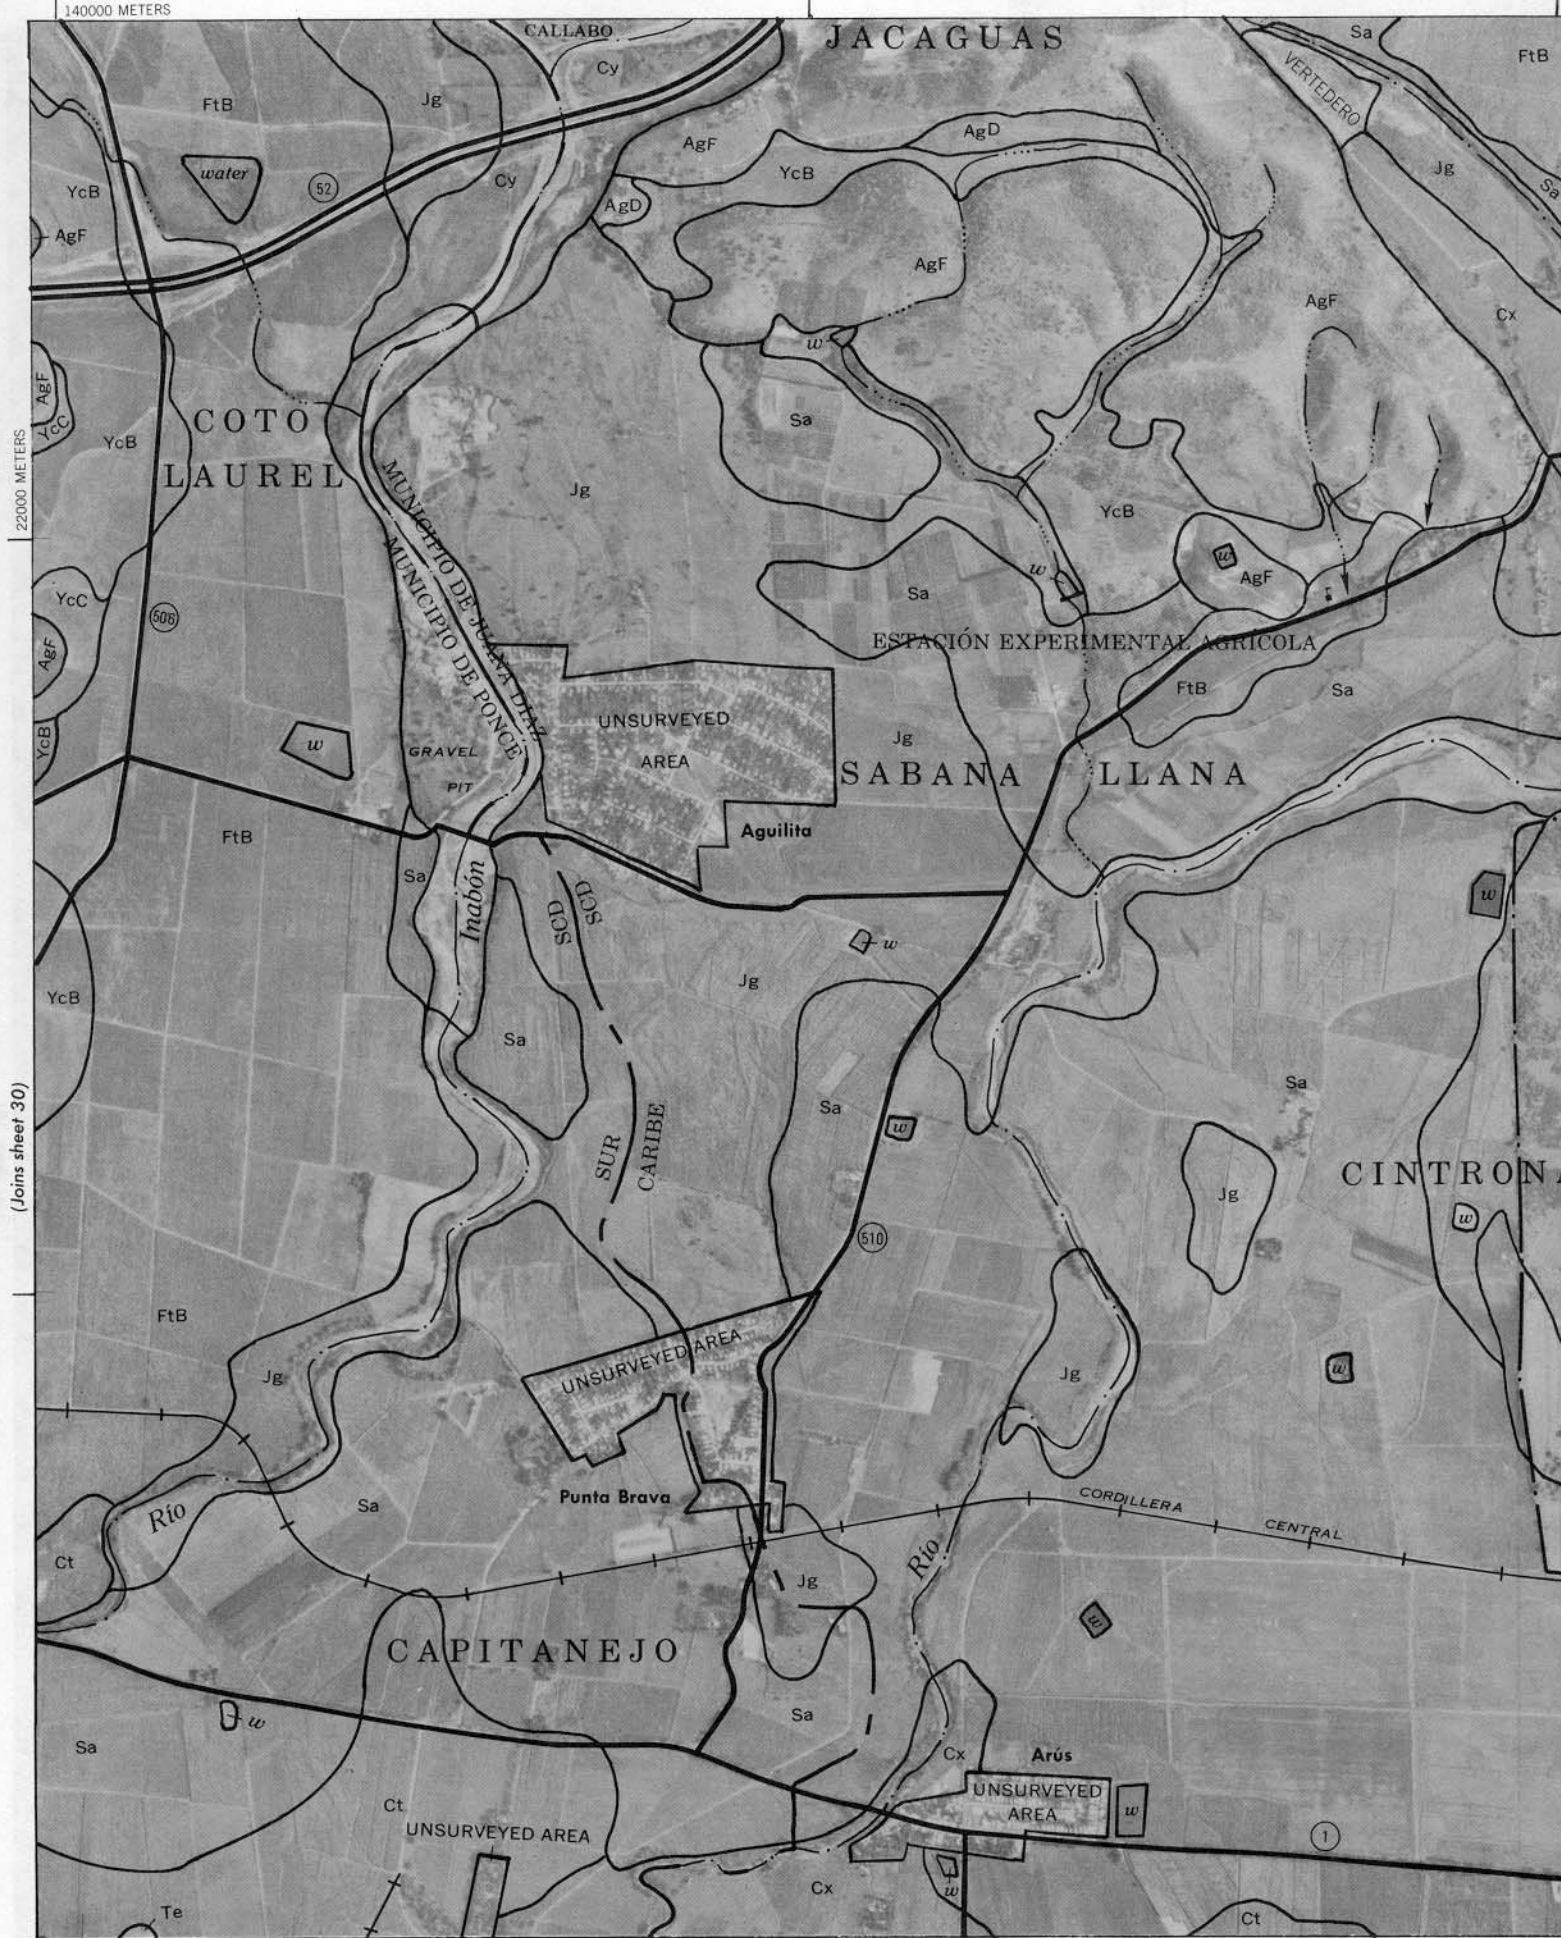 140000 METERS
CALLABO
JACAGUAS
Sa
FtB
Cy
VERTEDERO
FtB
Jg
AgF
AgD
Jg
water
52
Cy
YcB
YcB
Sa
AgD
AgF
AgF
AgF
Cx
w
AgF
YcC
COTO
LAUREL
YcB
Sa
22000 METERS
MUNICIPIO DE JUANA DIAZ
MUNICIPIO DE PONCE
Jg
YcB
w
w
AgF
Sa
YcC
506
AgF
ESTACIÓN EXPERIMENTAL AGRÍCOLA
FtB
Sa
UNSURVEYED
AREA
YcB
w
GRAVEL
PIT
Jg
SABANA LLANA
FtB
Aguilita
Sa
Inabón
SCD
SCD
w
w
Jg
YcB
Sa
Sa
Sa
w
(Joins sheet 30)
SUR
CARIBE
CINTRONA
Jg
w
510
FtB
UNSURVEYED AREA
Jg
Jg
w
Punta Brava
CORDILLERA
CENTRAL
Río
Sa
Río
Ct
Jg
w
CAPITANEJO
w
Sa
Sa
Cx
Arús
UNSURVEYED
AREA
w
Ct
UNSURVEYED AREA
1
Cx
w
Te
Ct